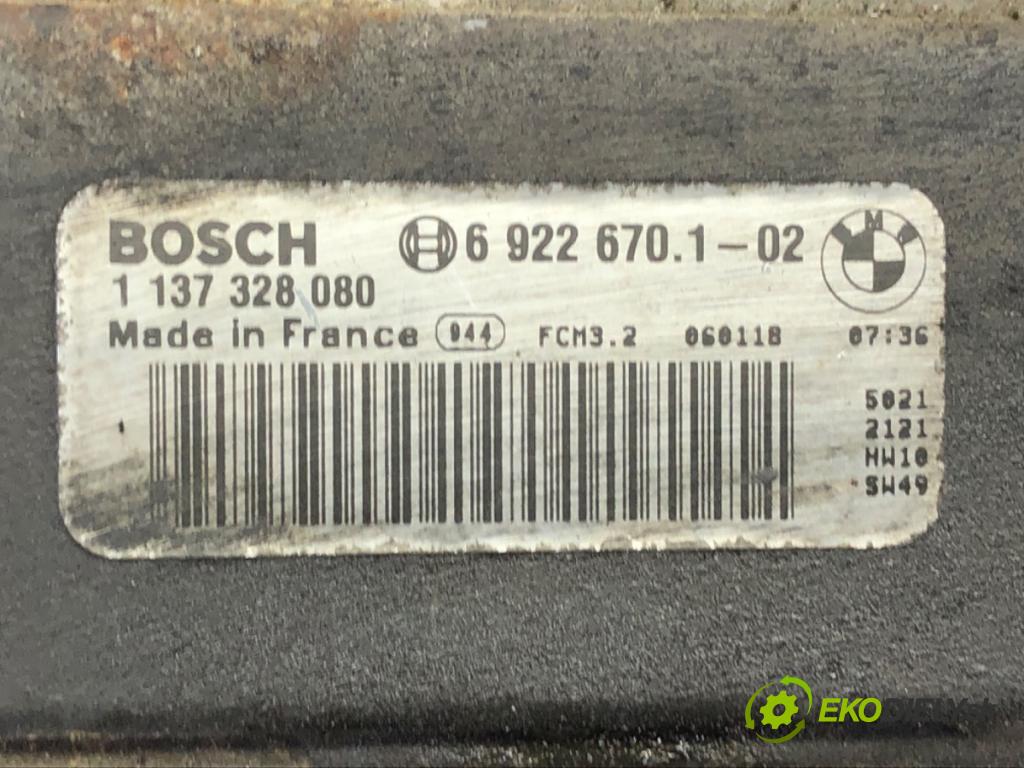 BOSCH 6 922 670.1-02 M
1 137 328 080
Made in France 944 FCM3.2 060118 07:36
5021
2121
HW10
SW49
EKO